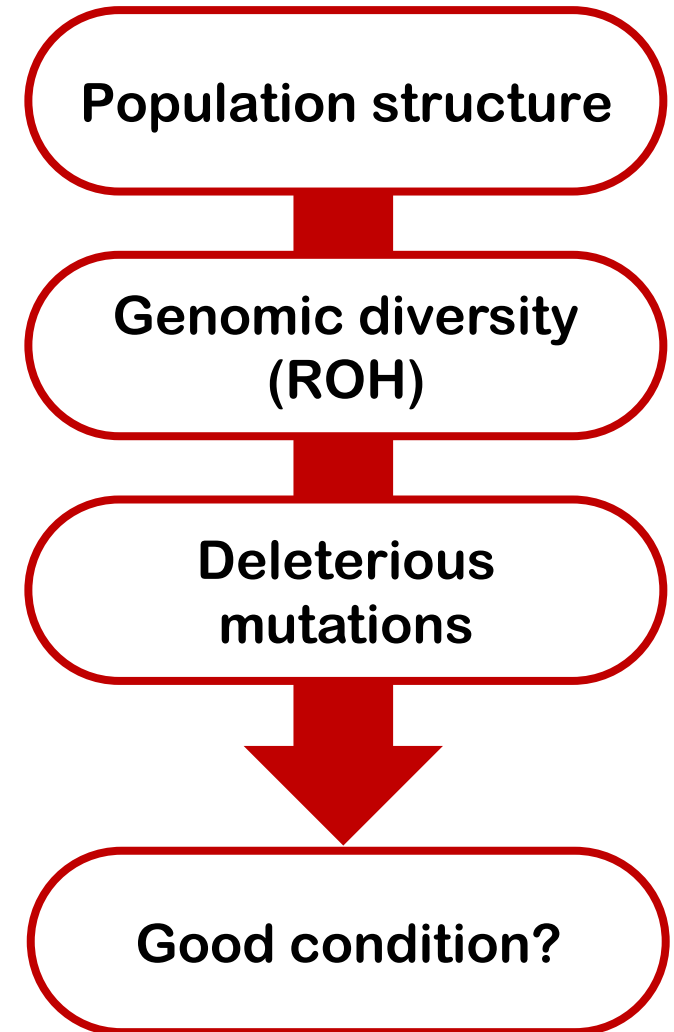 Population structure
Genomic diversity
(ROH)
Deleterious
mutations
Good condition?